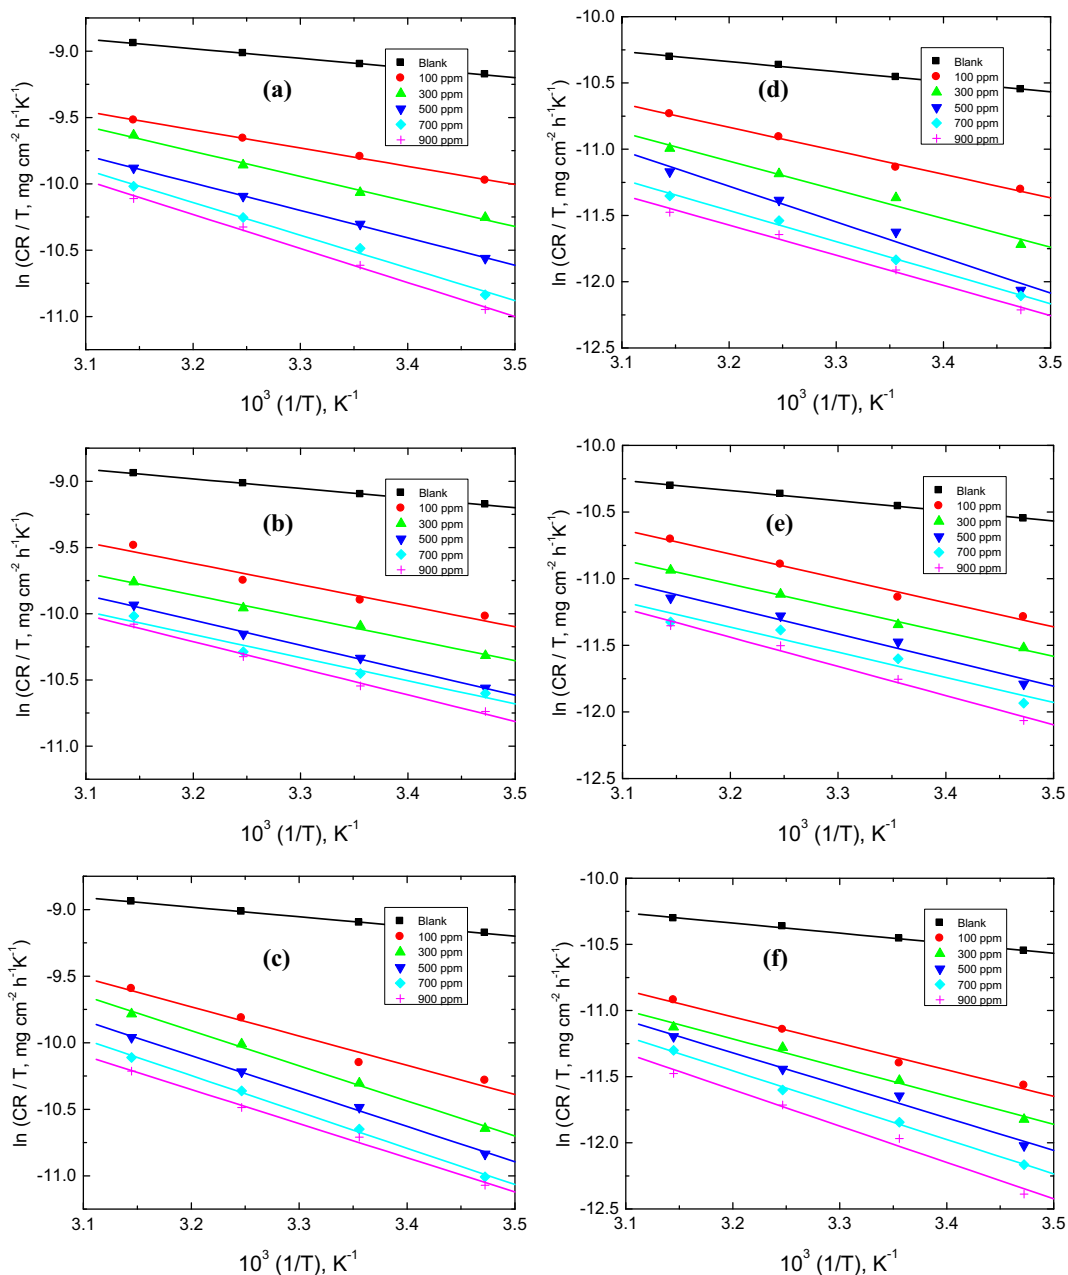 -9.0
-9.5
-10.0
-10.5
-11.0
ln (CR / T, mg cm⁻² h⁻¹K⁻¹)
(a)
Blank
100 ppm
300 ppm
500 ppm
700 ppm
900 ppm
3.1 3.2 3.3 3.4 3.5
10³ (1/T), K⁻¹
-10.0
-10.5
-11.0
-11.5
-12.0
-12.5
ln (CR / T, mg cm⁻² h⁻¹K⁻¹)
(d)
Blank
100 ppm
300 ppm
500 ppm
700 ppm
900 ppm
3.1 3.2 3.3 3.4 3.5
10³ (1/T), K⁻¹
-9.0
-9.5
-10.0
-10.5
-11.0
ln (CR / T, mg cm⁻² h⁻¹K⁻¹)
(b)
Blank
100 ppm
300 ppm
500 ppm
700 ppm
900 ppm
3.1 3.2 3.3 3.4 3.5
10³ (1/T), K⁻¹
-10.0
-10.5
-11.0
-11.5
-12.0
-12.5
ln (CR / T, mg cm⁻² h⁻¹K⁻¹)
(e)
Blank
100 ppm
300 ppm
500 ppm
700 ppm
900 ppm
3.1 3.2 3.3 3.4 3.5
10³ (1/T), K⁻¹
-9.0
-9.5
-10.0
-10.5
-11.0
ln (CR / T, mg cm⁻² h⁻¹K⁻¹)
(c)
Blank
100 ppm
300 ppm
500 ppm
700 ppm
900 ppm
3.1 3.2 3.3 3.4 3.5
10³ (1/T), K⁻¹
-10.0
-10.5
-11.0
-11.5
-12.0
-12.5
ln (CR / T, mg cm⁻² h⁻¹K⁻¹)
(f)
Blank
100 ppm
300 ppm
500 ppm
700 ppm
900 ppm
3.1 3.2 3.3 3.4 3.5
10³ (1/T), K⁻¹